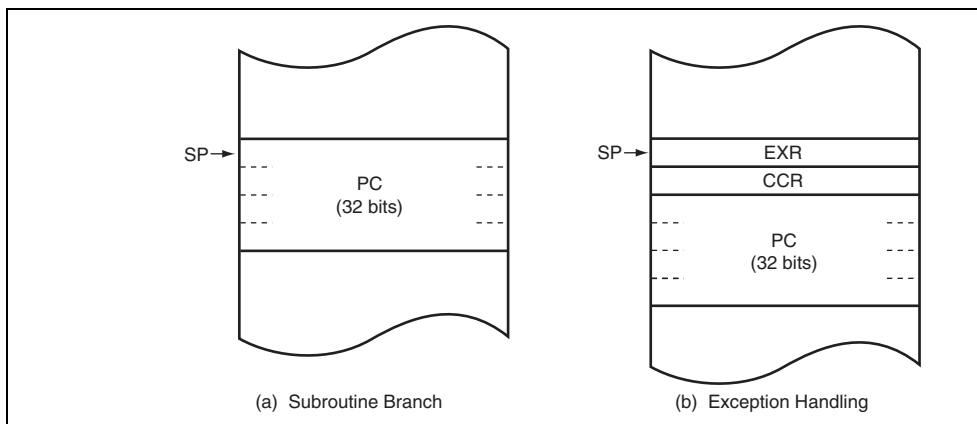 SP
PC
(32 bits)
(a) Subroutine Branch
SP
EXR
CCR
PC
(32 bits)
(b) Exception Handling